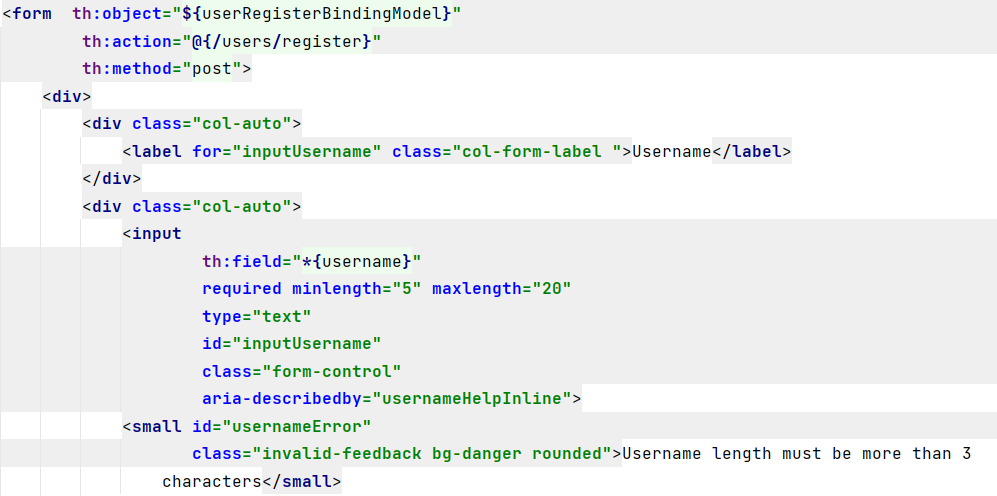 <form  th:object="${userRegisterBindingModel}"
        th:action="@{/users/register}"
        th:method="post">
    <div>
        <div class="col-auto">
            <label for="inputUsername" class="col-form-label ">Username</label>
        </div>
        <div class="col-auto">
            <input
                    th:field="*{username}"
                    required minlength="5" maxlength="20"
                    type="text"
                    id="inputUsername"
                    class="form-control"
                    aria-describedby="usernameHelpInline">
            <small id="usernameError"
                   class="invalid-feedback bg-danger rounded">Username length must be more than 3
                characters</small>